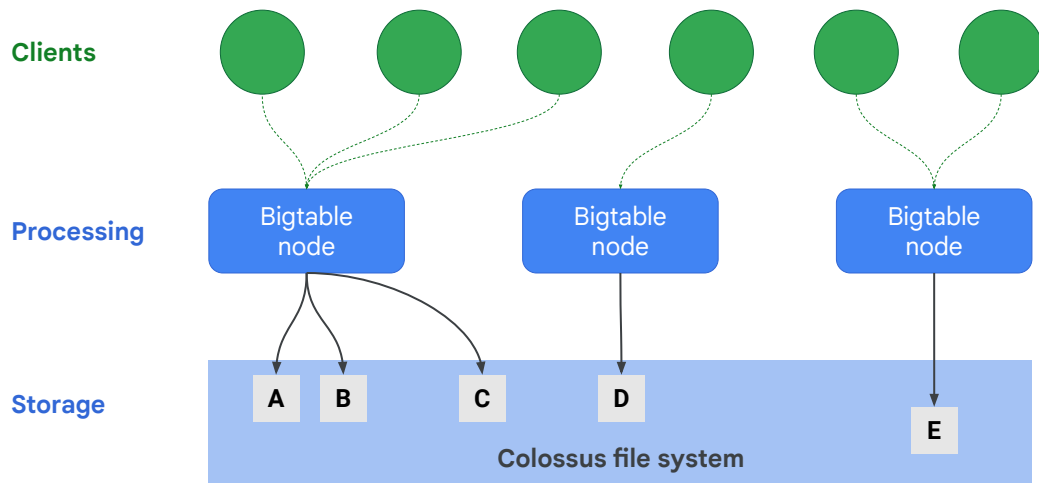 Clients
Processing
Bigtable
node
Bigtable
node
Bigtable
node
Storage
A
B
C
D
E
Colossus file system